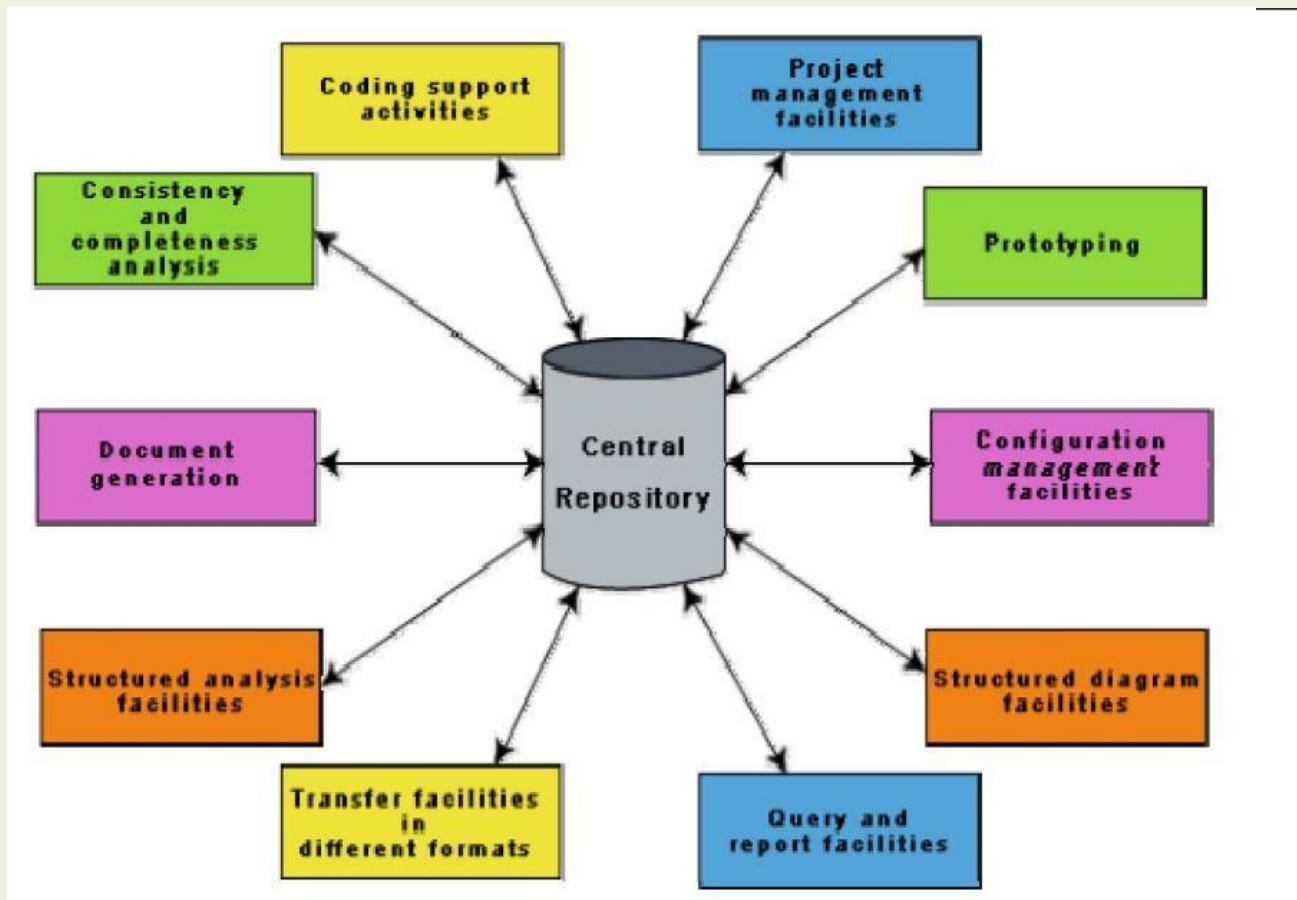 Coding support
activities
Project
management
facilities
Consistency
and
completeness
analysis
Prototyping
Document
generation
Central
Repository
Configuration
management
facilities
Structured analysis
facilities
Structured diagram
facilities
Transfer facilities
in
different formats
Query and
report facilities